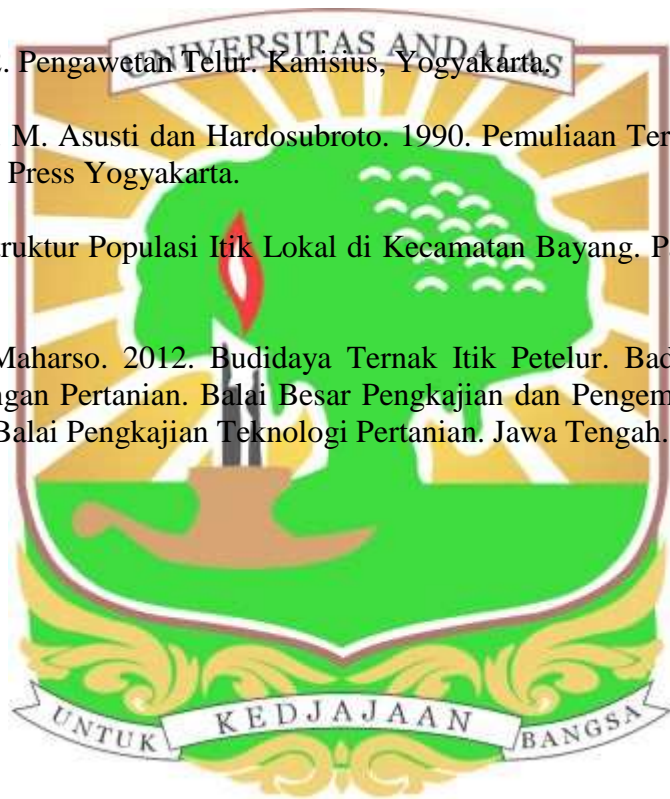 UNIVERSITAS ANDALAS
. Pengawetan Telur. Kanisius, Yogyakarta.
M. Asusti dan Hardosubroto. 1990. Pemuliaan Ter
Press Yogyakarta.
ruktur Populasi Itik Lokal di Kecamatan Bayang. P
Maharso. 2012. Budidaya Ternak Itik Petelur. Bad
ngan Pertanian. Balai Besar Pengkajian dan Pengem
Balai Pengkajian Teknologi Pertanian. Jawa Tengah.
UNTUK KEDJAJAAN BANGSA